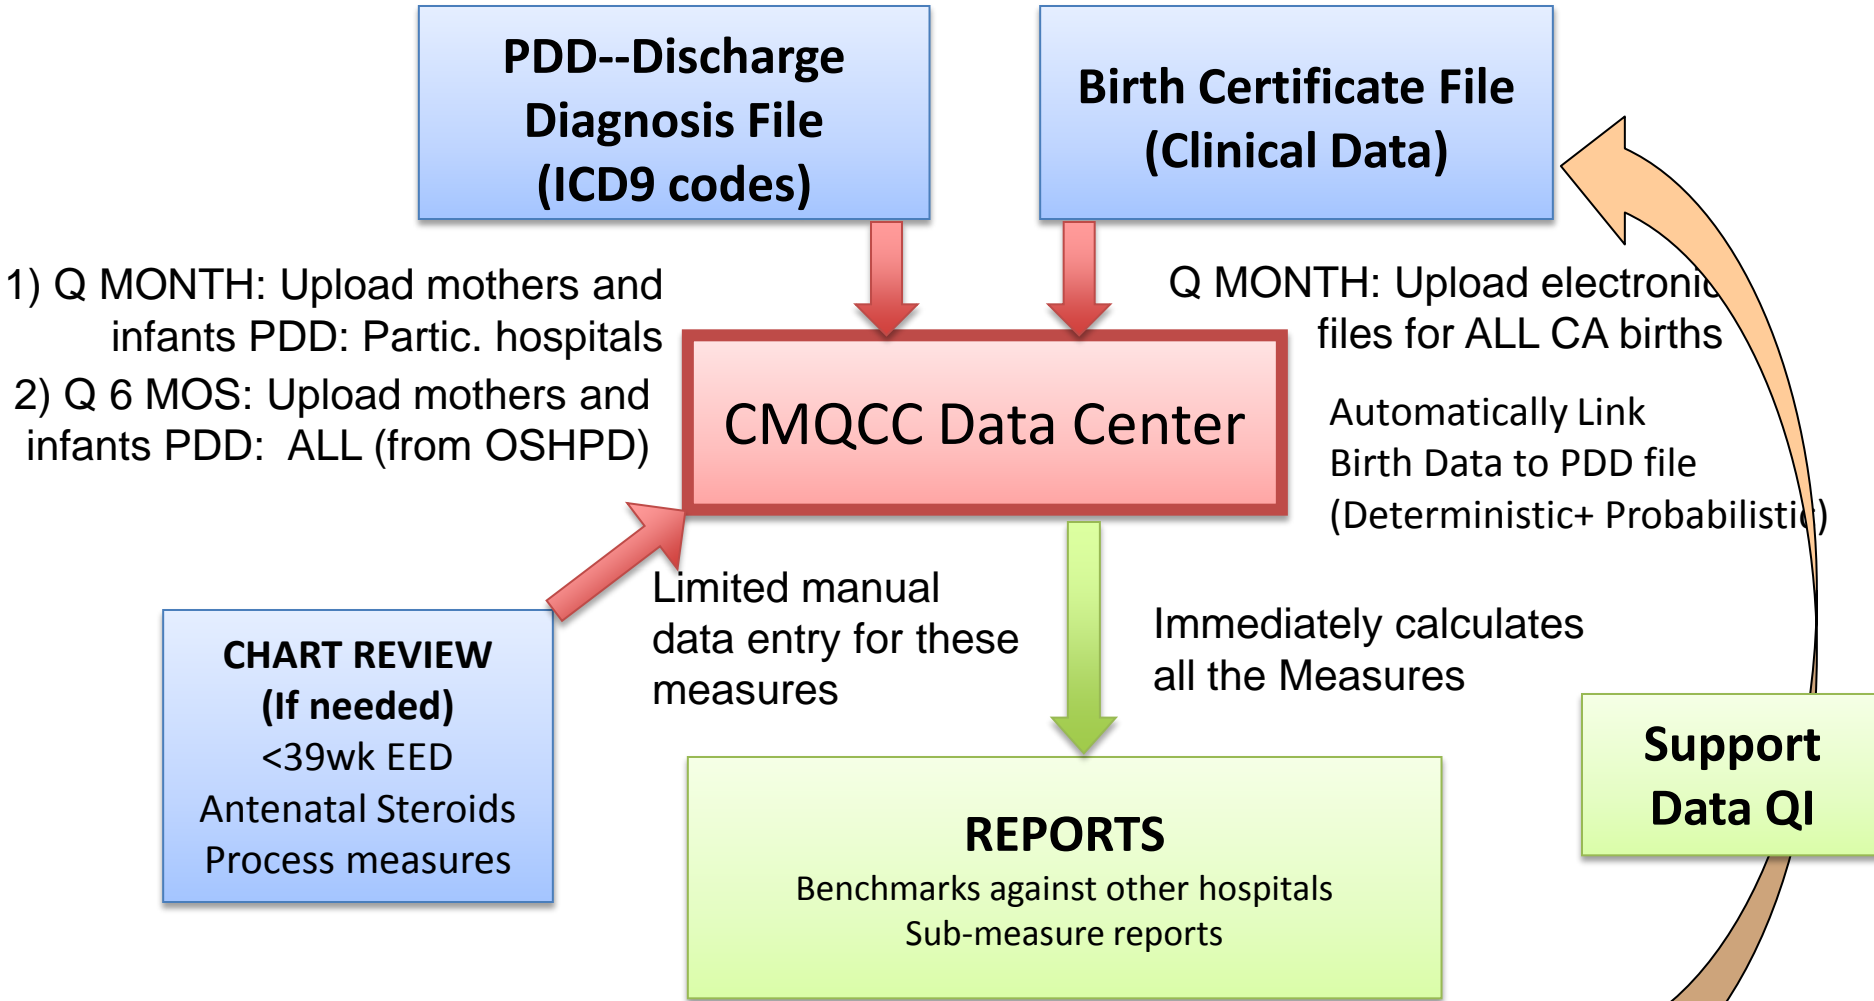 PDD--Discharge
Diagnosis File
(ICD9 codes)
Birth Certificate File
(Clinical Data)
1) Q MONTH: Upload mothers and
infants PDD: Partic. hospitals
2) Q 6 MOS: Upload mothers and
infants PDD:  ALL (from OSHPD)
Q MONTH: Upload electronic
files for ALL CA births
CMQCC Data Center
Automatically Link
Birth Data to PDD file
(Deterministic+ Probabilistic)
CHART REVIEW
(If needed)
<39wk EED
Antenatal Steroids
Process measures
Limited manual
data entry for these
measures
Immediately calculates
all the Measures
Support
Data QI
REPORTS
Benchmarks against other hospitals
Sub-measure reports